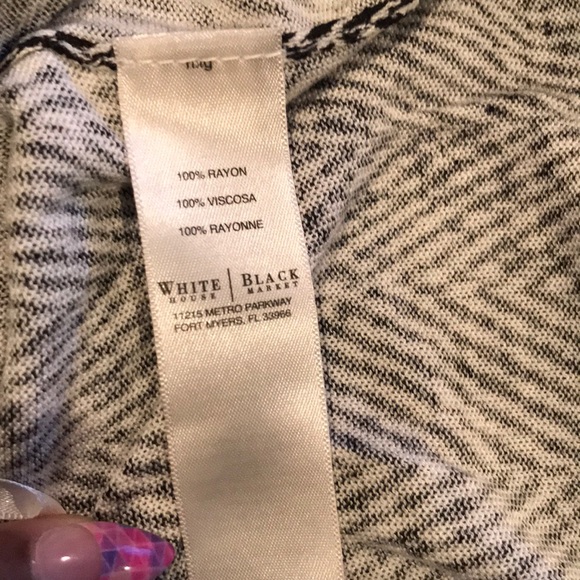 100% RAYON
100% VISCOSA
100% RAYONNE
WHITE | BLACK
HOUSE MARKET
11215 METRO PARKWAY
FORT MYERS, FL 33966